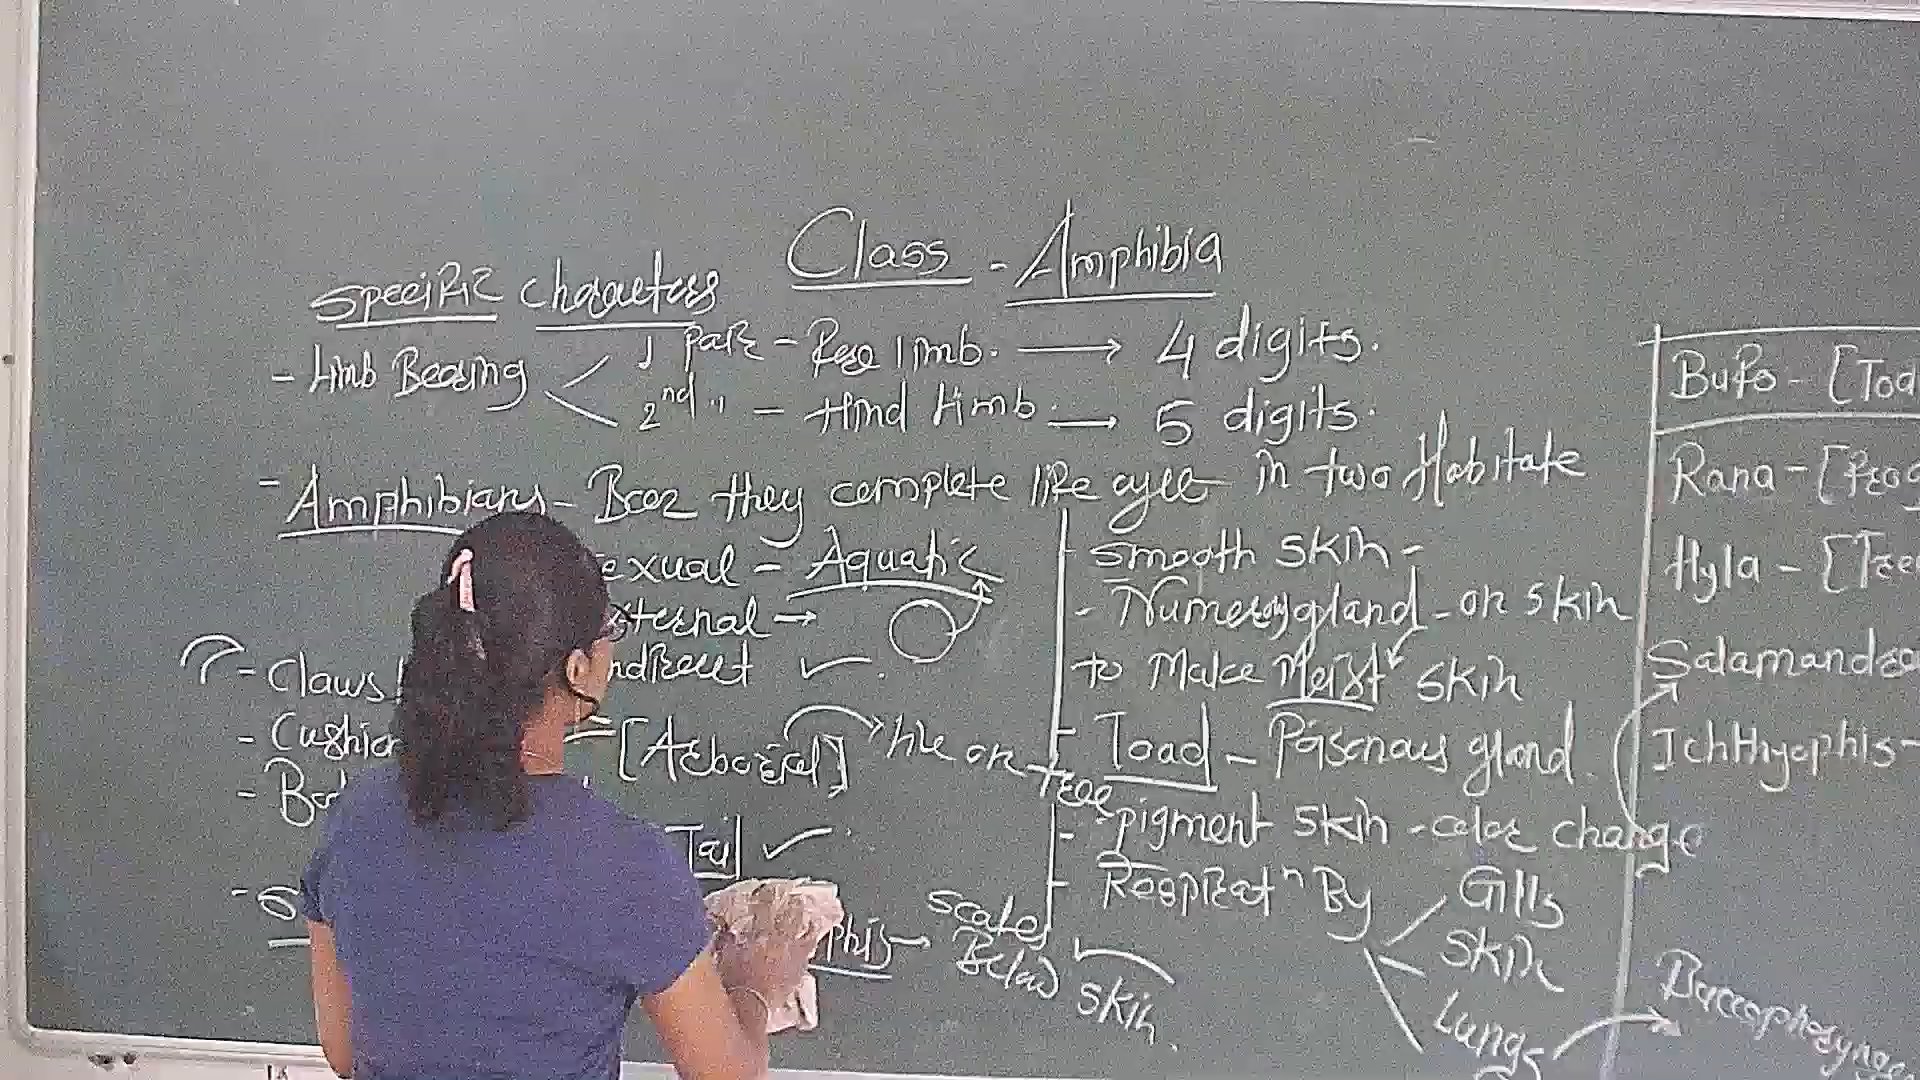 Class - Amphibia
Specific characters
- Limb Bearing
1 pair - Fore limb. → 4 digits.
2nd " - Hind limb. → 5 digits.
- Amphibians - Bcoz they complete life cycle in two Habitate
exual - Aquatic
xternal →
- Claws
ndirect ✓
- Cushion
= [Arboreal] → live on Tree
- Bod
Tail ✓
- S
phis → scales Below skin.
- Smooth skin -
- Numerous gland - on skin
to Make Moist skin
- Toad - Poisonous gland.
- pigment skin - color change
- Respirat^n By
Gills
Skin
Lungs → Buccopharyng
Bufo - [Toa
Rana - [Frog
Hyla - [Tree
Salamander
Ichthyophis -